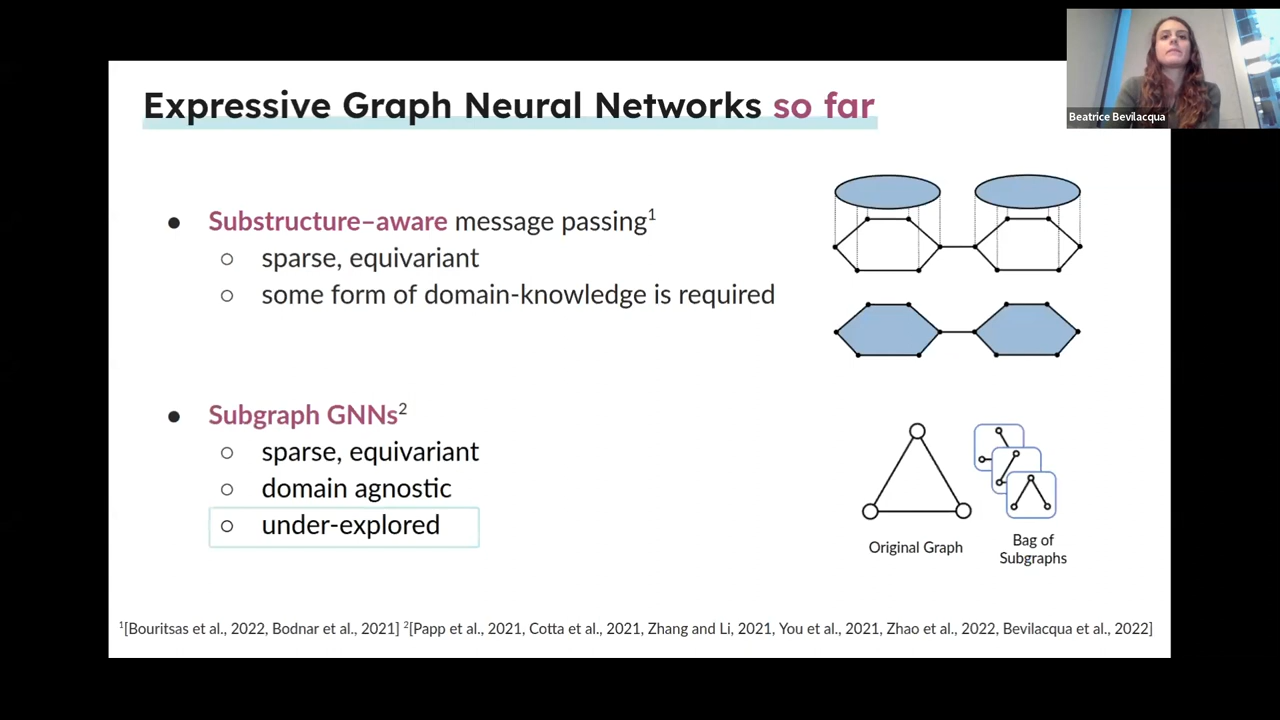 Expressive Graph Neural Networks so far
Beatrice Bevilacqua
● Substructure–aware message passing¹
○ sparse, equivariant
○ some form of domain-knowledge is required
● Subgraph GNNs²
○ sparse, equivariant
○ domain agnostic
○ under-explored
Original Graph
Bag of
Subgraphs
¹[Bouritsas et al., 2022, Bodnar et al., 2021] ²[Papp et al., 2021, Cotta et al., 2021, Zhang and Li, 2021, You et al., 2021, Zhao et al., 2022, Bevilacqua et al., 2022]